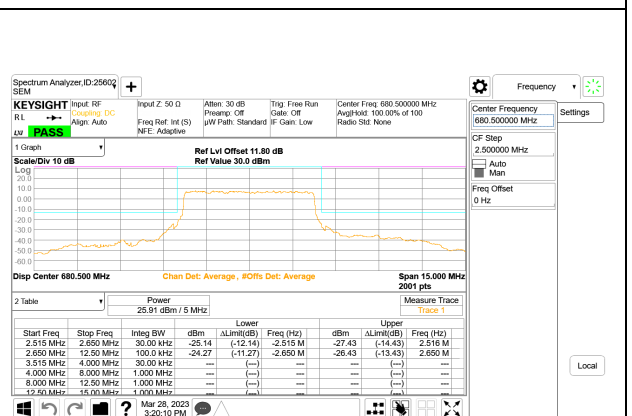 Spectrum Analyzer,ID:25602
SEM
+
Frequency
KEYSIGHT
RL
LXI PASS
Input: RF
Coupling: DC
Align: Auto
Input Z: 50 Ω
Freq Ref: Int (S)
NFE: Adaptive
Atten: 30 dB
Preamp: Off
µW Path: Standard
Trig: Free Run
Gate: Off
IF Gain: Low
Center Freq: 680.500000 MHz
Avg|Hold: 100.00% of 100
Radio Std: None
Center Frequency
680.500000 MHz
Settings
CF Step
2.500000 MHz
Auto
Man
Freq Offset
0 Hz
Local
1 Graph
Scale/Div 10 dB
Ref Lvl Offset 11.80 dB
Ref Value 30.0 dBm
Log
20.0
10.0
0.00
-10.0
-20.0
-30.0
-40.0
-50.0
-60.0
Disp Center 680.500 MHz
Chan Det: Average, #Offs Det: Average
Span 15.000 MHz
2001 pts
2 Table
Power
25.91 dBm / 5 MHz
Measure Trace
Trace 1
Lower Upper
Start Freq Stop Freq Integ BW dBm ΔLimit(dB) Freq (Hz) dBm ΔLimit(dB) Freq (Hz)
2.515 MHz 2.650 MHz 30.00 kHz -25.14 (-12.14) -2.515 M -27.43 (-14.43) 2.516 M
2.650 MHz 12.50 MHz 100.0 kHz -24.27 (-11.27) -2.650 M -26.43 (-13.43) 2.650 M
3.515 MHz 4.000 MHz 30.00 kHz --- (---) --- (---)
4.000 MHz 8.000 MHz 1.000 MHz --- (---) --- (---)
8.000 MHz 12.50 MHz 1.000 MHz --- (---) --- (---)
12.50 MHz 15.00 MHz 1.000 MHz --- (---) --- (---)
?
Mar 28, 2023
3:20:10 PM